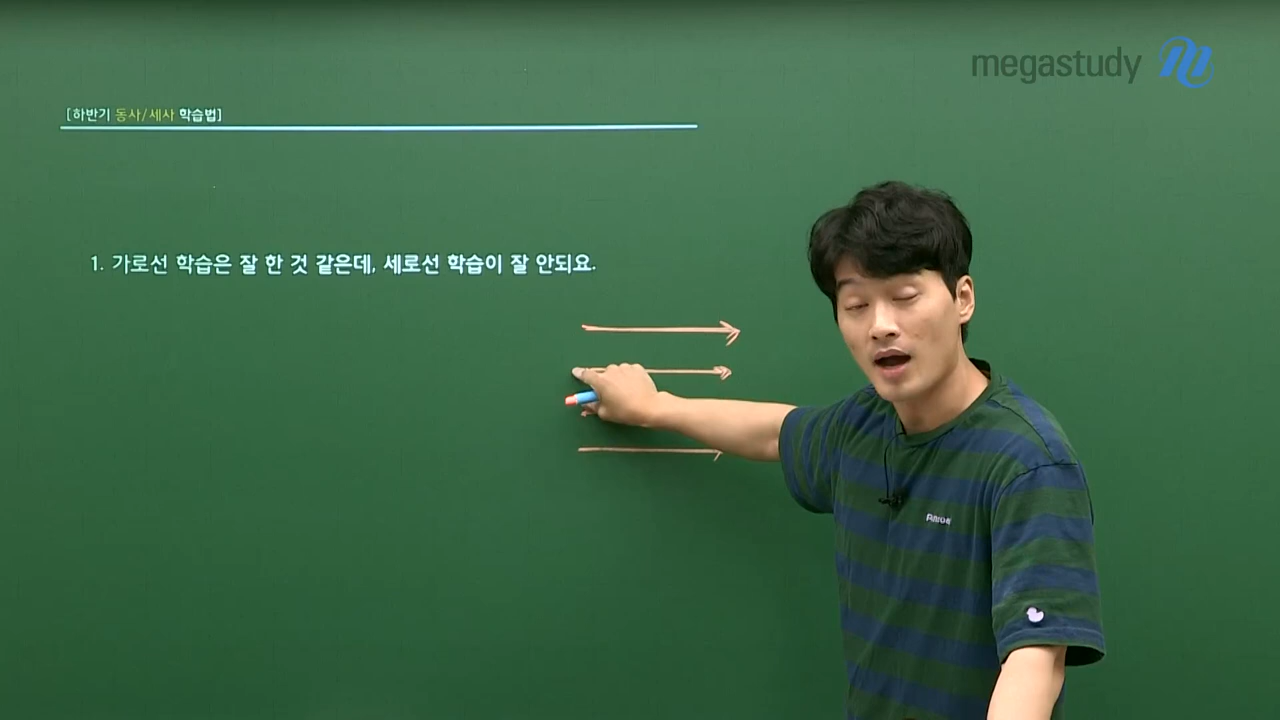 megastudy
[하반기 동사/세사 학습법]
1. 가로선 학습은 잘 한 것 같은데, 세로선 학습이 잘 안되요.